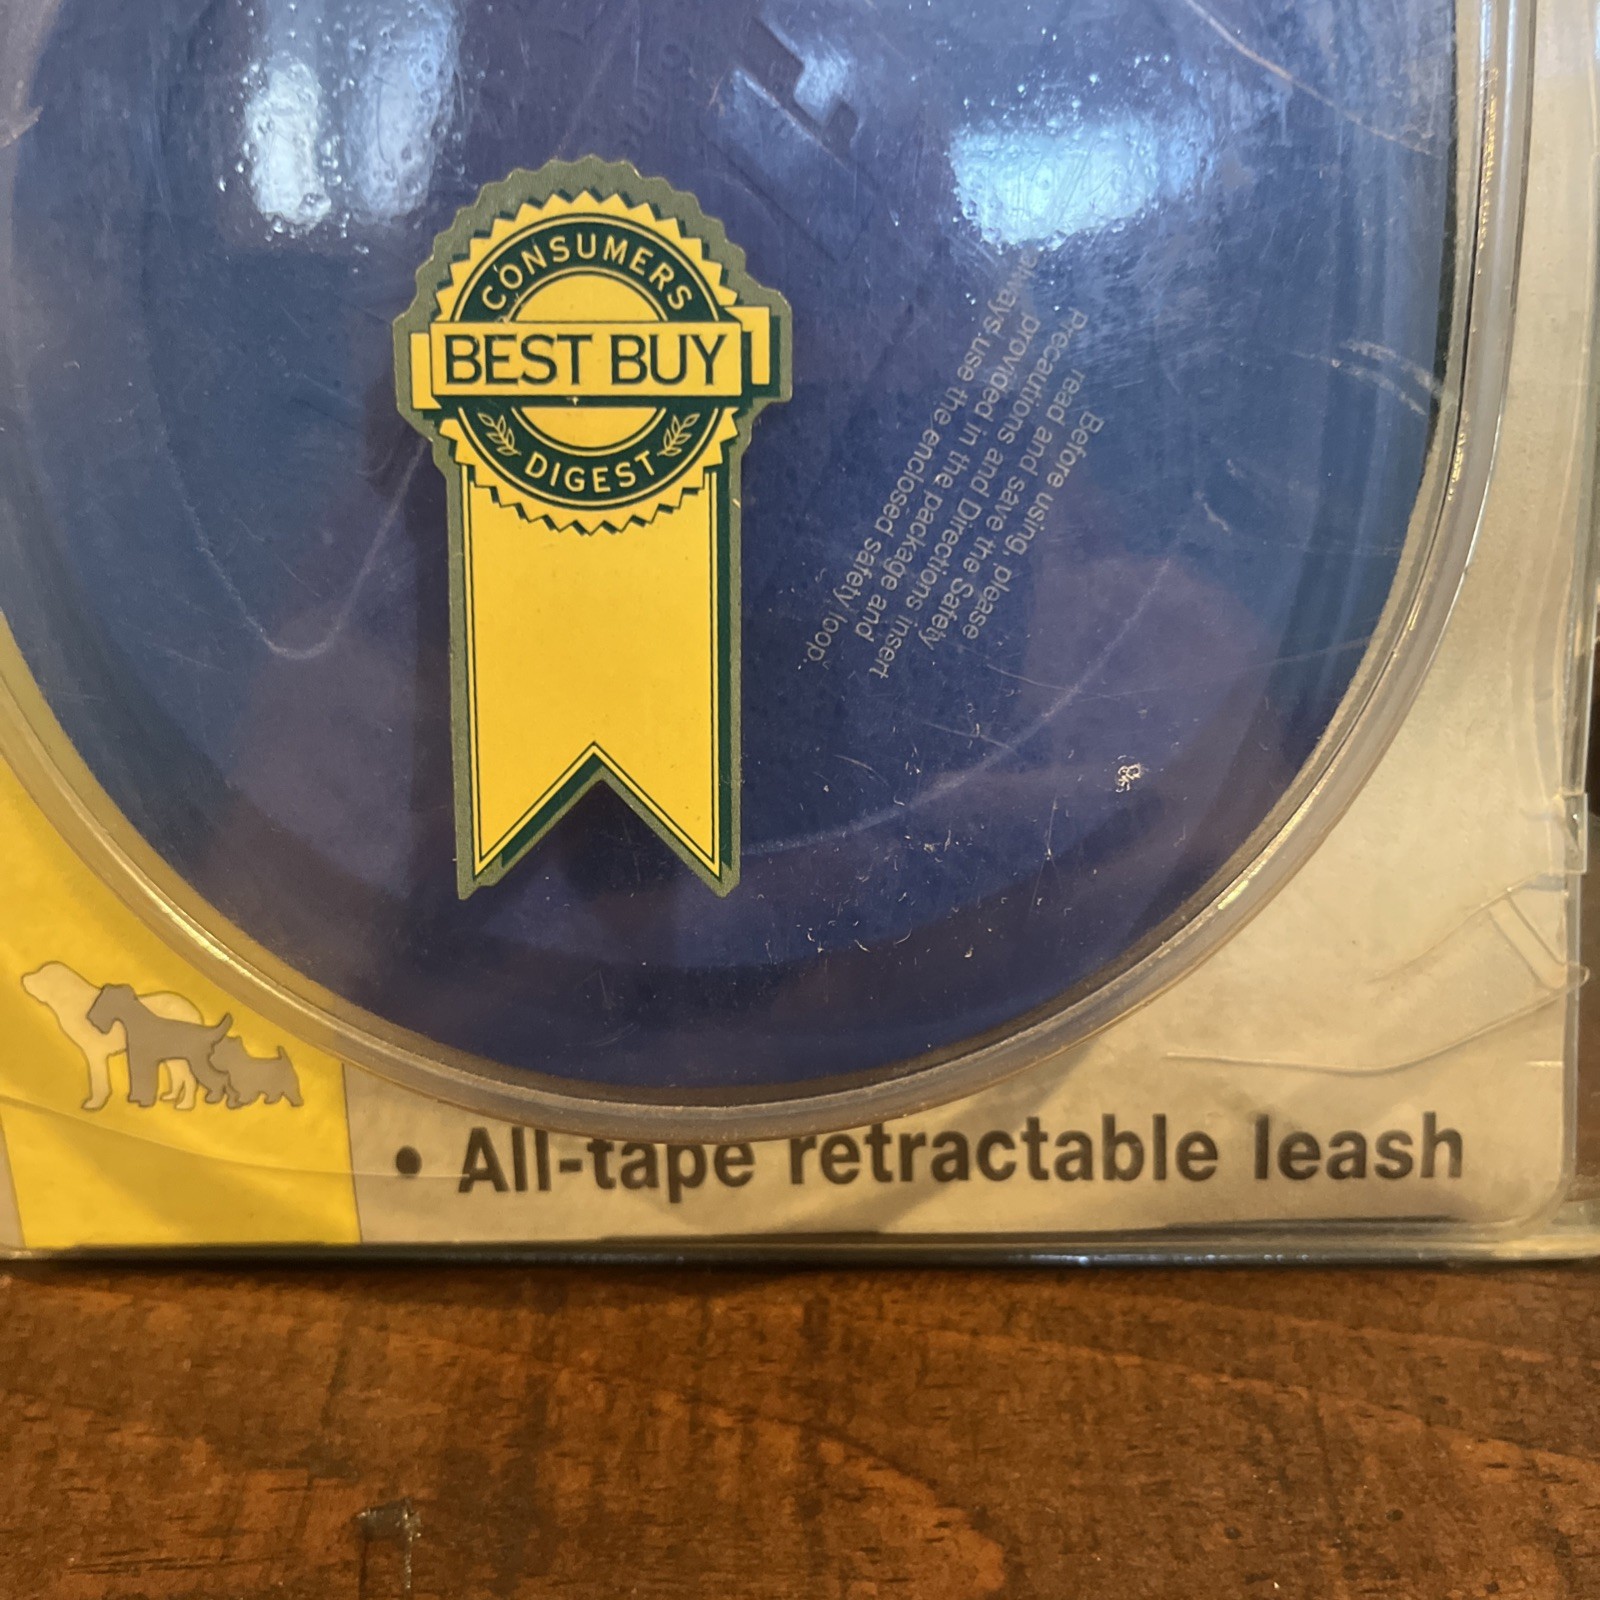 CONSUMERS
BEST BUY
DIGEST
Before using, please
read and save the Safety
Precautions and Directions insert
provided in the package and
always use the enclosed safety loop.
• All-tape retractable leash